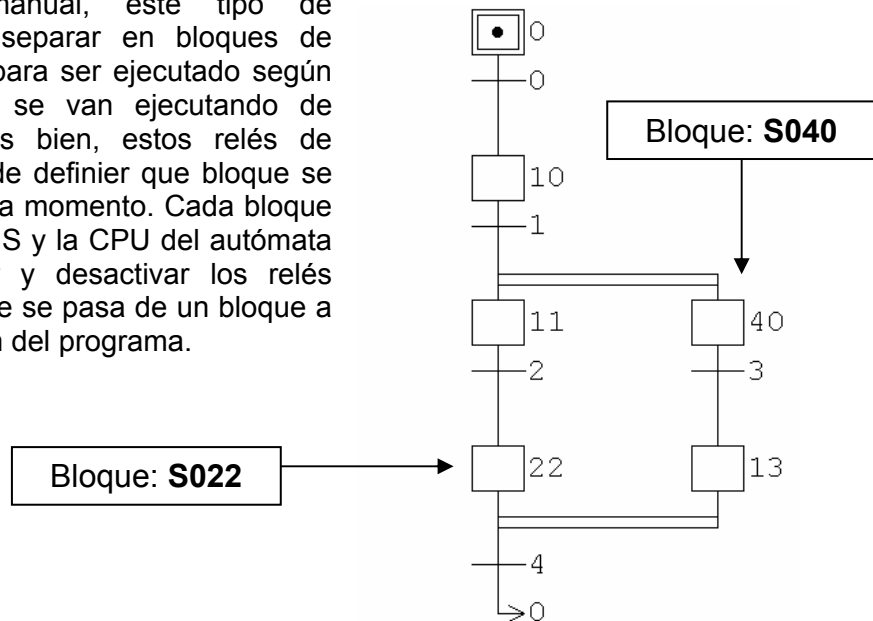 manual, este tipo de
separar en bloques de
para ser ejecutado según
se van ejecutando de
s bien, estos relés de
de definier que bloque se
a momento. Cada bloque
S y la CPU del autómata
y desactivar los relés
e se pasa de un bloque a
del programa.
0
0
Bloque: S040
10
1
11 40
2 3
Bloque: S022
22 13
4
0